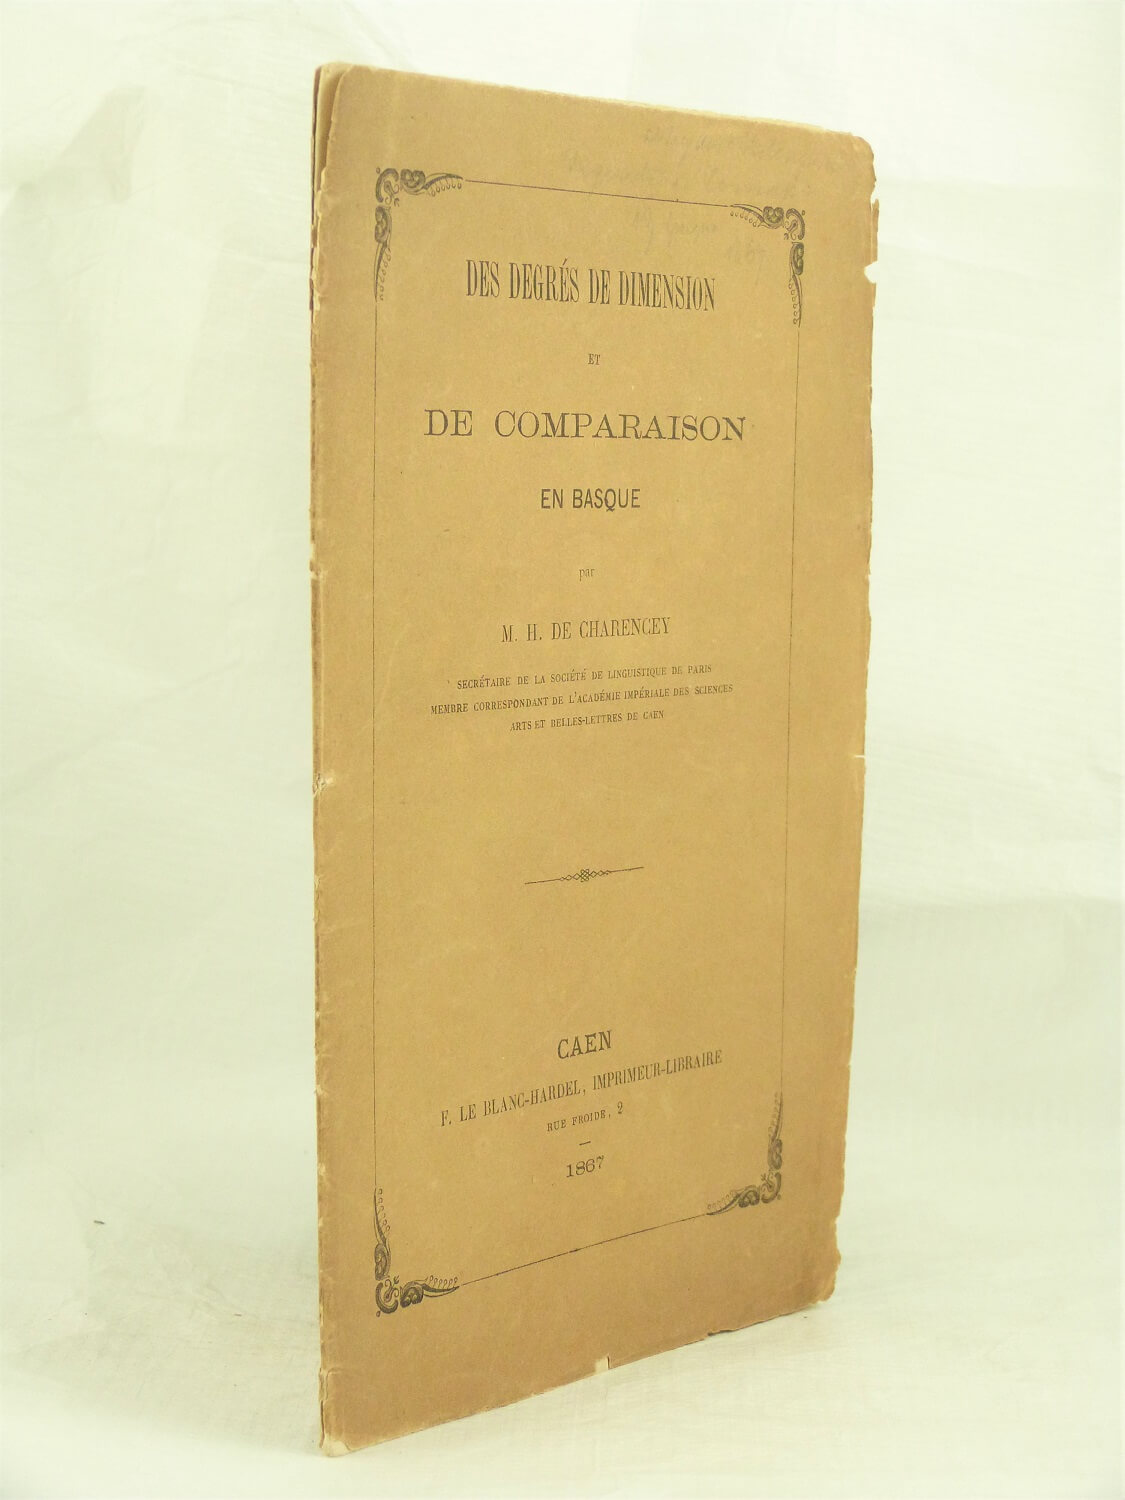 DES DEGRÉS DE DIMENSION
ET
DE COMPARAISON
EN BASQUE
par
M. H. DE CHARENCEY
SECRÉTAIRE DE LA SOCIÉTÉ DE LINGUISTIQUE DE PARIS
MEMBRE CORRESPONDANT DE L'ACADÉMIE IMPÉRIALE DES SCIENCES
ARTS ET BELLES-LETTRES DE CAEN
CAEN
F. LE BLANC-HARDEL, IMPRIMEUR-LIBRAIRE
RUE FROIDE, 2
1867